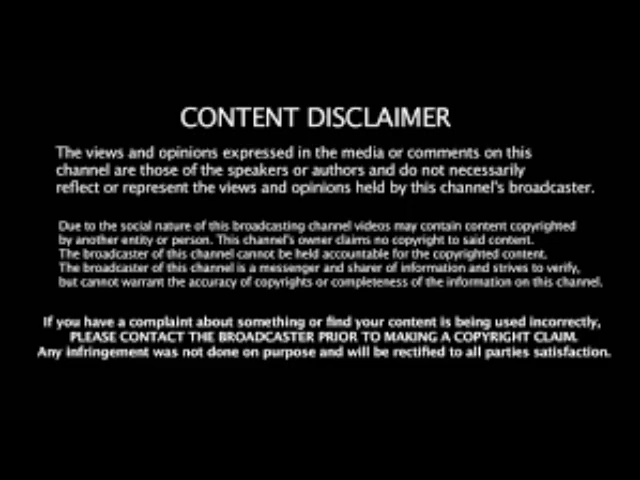 CONTENT DISCLAIMER
The views and opinions expressed in the media or comments on this
channel are those of the speakers or authors and do not necessarily
reflect or represent the views and opinions held by this channel's broadcaster.
Due to the social nature of this broadcasting channel videos may contain content copyrighted
by another entity or person. This channel's owner claims no copyright to said content.
The broadcaster of this channel cannot be held accountable for the copyrighted content.
The broadcaster of this channel is a messenger and sharer of information and strives to verify,
but cannot warrant the accuracy of copyrights or completeness of the information on this channel.
If you have a complaint about something or find your content is being used incorrectly,
PLEASE CONTACT THE BROADCASTER PRIOR TO MAKING A COPYRIGHT CLAIM.
Any infringement was not done on purpose and will be rectified to all parties satisfaction.